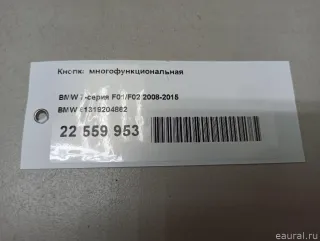 Кнопка многофункциональная
BMW 7-серия F01/F02 2008-2015
BMW 61319204862
22 559 953
eaural.ru